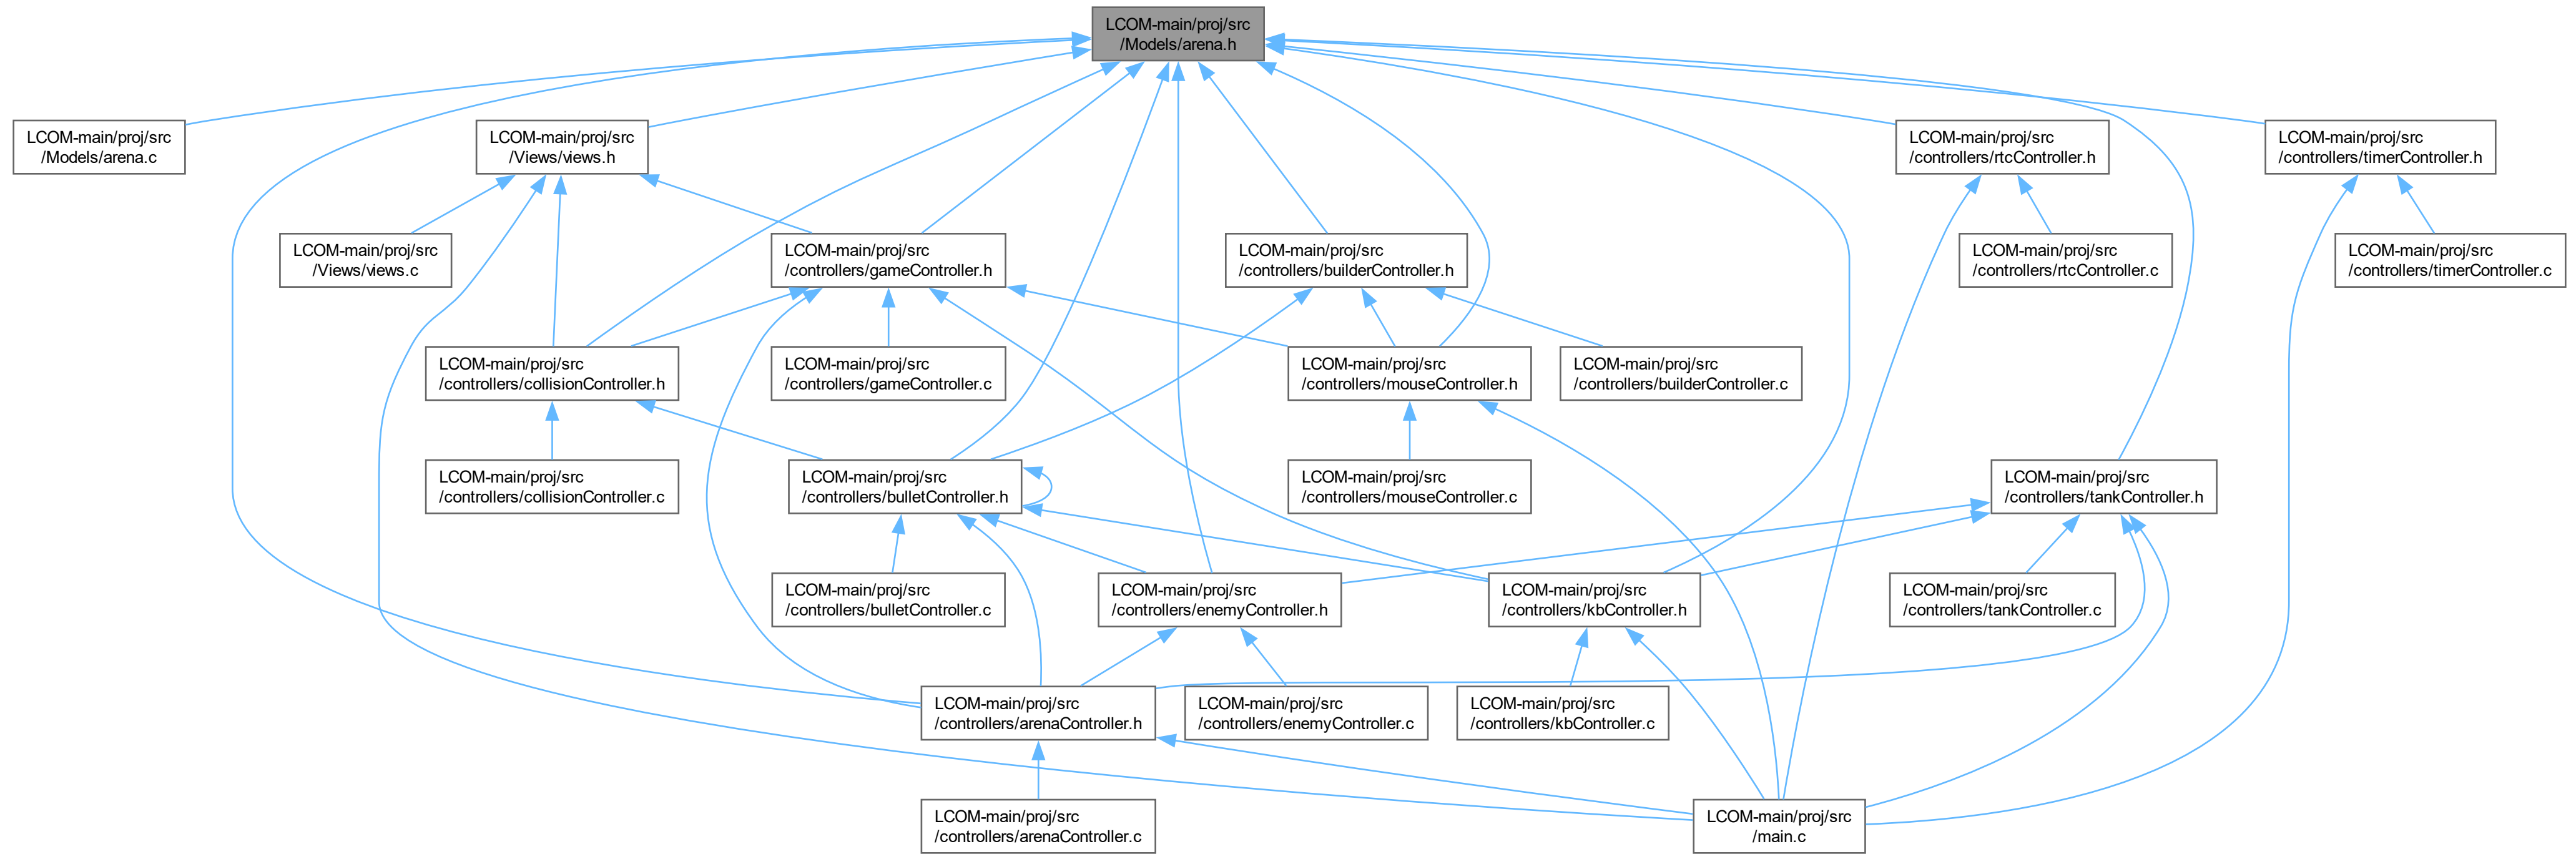 LCOM-main/proj/src
/Models/arena.h
LCOM-main/proj/src
/Models/arena.c
LCOM-main/proj/src
/Views/views.h
LCOM-main/proj/src
/controllers/rtcController.h
LCOM-main/proj/src
/controllers/timerController.h
LCOM-main/proj/src
/Views/views.c
LCOM-main/proj/src
/controllers/gameController.h
LCOM-main/proj/src
/controllers/builderController.h
LCOM-main/proj/src
/controllers/rtcController.c
LCOM-main/proj/src
/controllers/timerController.c
LCOM-main/proj/src
/controllers/collisionController.h
LCOM-main/proj/src
/controllers/gameController.c
LCOM-main/proj/src
/controllers/mouseController.h
LCOM-main/proj/src
/controllers/builderController.c
LCOM-main/proj/src
/controllers/collisionController.c
LCOM-main/proj/src
/controllers/bulletController.h
LCOM-main/proj/src
/controllers/mouseController.c
LCOM-main/proj/src
/controllers/tankController.h
LCOM-main/proj/src
/controllers/bulletController.c
LCOM-main/proj/src
/controllers/enemyController.h
LCOM-main/proj/src
/controllers/kbController.h
LCOM-main/proj/src
/controllers/tankController.c
LCOM-main/proj/src
/controllers/arenaController.h
LCOM-main/proj/src
/controllers/enemyController.c
LCOM-main/proj/src
/controllers/kbController.c
LCOM-main/proj/src
/controllers/arenaController.c
LCOM-main/proj/src
/main.c